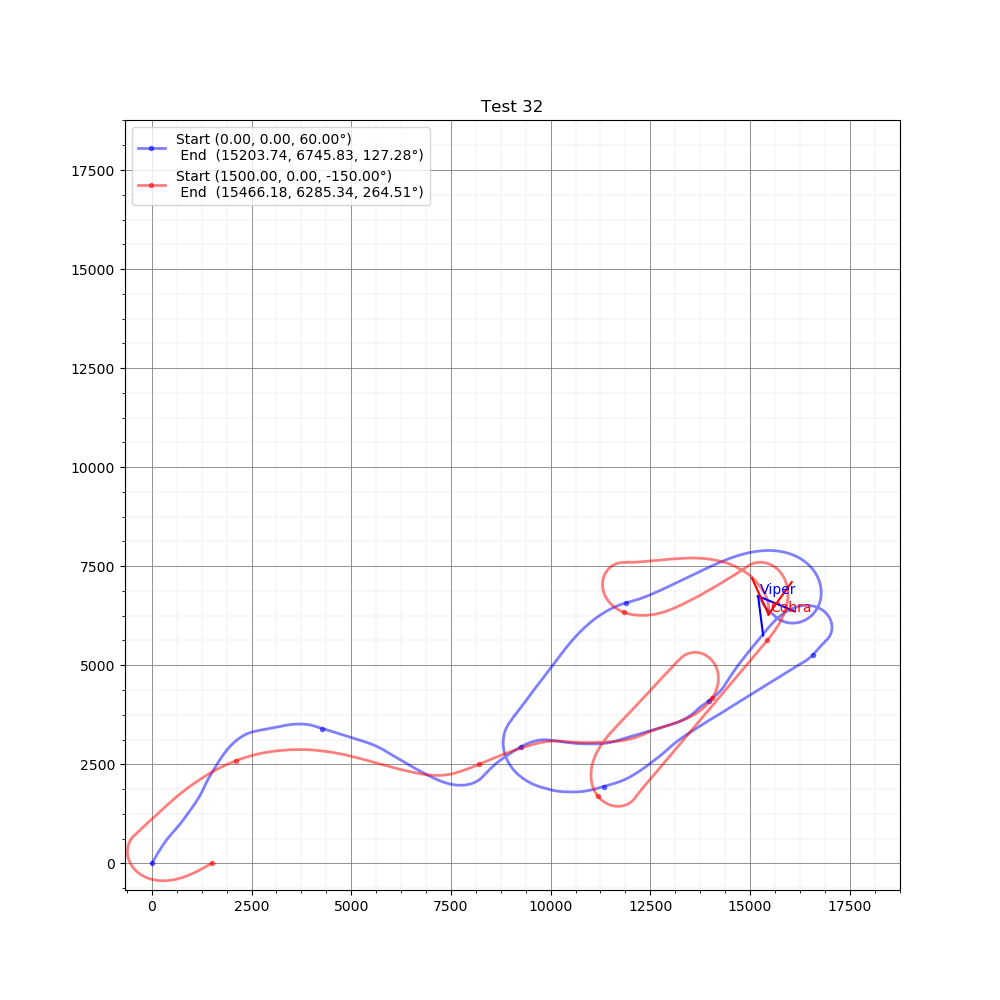 Test 32
Start (0.00, 0.00, 60.00°)
End (15203.74, 6745.83, 127.28°)
Start (1500.00, 0.00, -150.00°)
End (15466.18, 6285.34, 264.51°)
17500
15000
12500
10000
7500
5000
2500
0
Viper
Cobra
0 2500 5000 7500 10000 12500 15000 17500